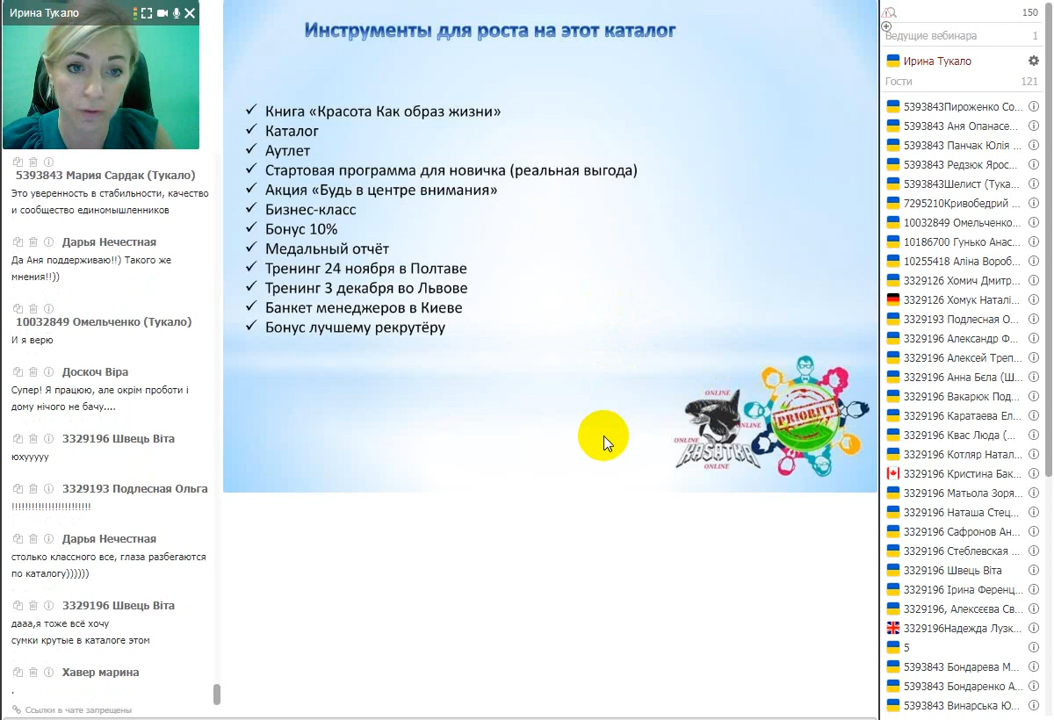 Ирина Тукало
5393843 Мария Сардак (Тукало)
Это уверенность в стабильности, качество
и сообщество единомышленников
Дарья Нечестная
Да Аня поддерживаю!!) Такого же
мнения!!))
10032849 Омельченко (Тукало)
И я верю
Доскоч Віра
Супер! Я працюю, але окрім проботи і
дому нічого не бачу....
3329196 Швець Віта
юхууууу
3329193 Подлесная Ольга
!!!!!!!!!!!!!!!!!!!!!!!!
Дарья Нечестная
столько классного все, глаза разбегаются
по каталогу))))))
3329196 Швець Віта
дааа,я тоже всё хочу
сумки крутые в каталоге этом
Хавер марина
.
Ссылки в чате запрещены
Инструменты для роста на этот каталог
✓ Книга «Красота Как образ жизни»
✓ Каталог
✓ Аутлет
✓ Стартовая программа для новичка (реальная выгода)
✓ Акция «Будь в центре внимания»
✓ Бизнес-класс
✓ Бонус 10%
✓ Медальный отчёт
✓ Тренинг 24 ноября в Полтаве
✓ Тренинг 3 декабря во Львове
✓ Банкет менеджеров в Киеве
✓ Бонус лучшему рекрутёру
ONLINE
ONLINE
ONLINE
KASATKA
ONLINE
PRIORITY
150
Ведущие вебинара 1
Ирина Тукало
Гости 121
5393843Пироженко Со...
5393843 Аня Опанасе...
5393843 Панчак Юлія ...
5393843 Редзюк Ярос...
5393843Шелист (Тука...
7295210Кривобедрий ...
10032849 Омельченко...
10186700 Гунько Анас...
10255418 Аліна Вороб...
3329126 Хомич Дмитр...
3329126 Хомук Наталі...
3329193 Подлесная О...
3329196 Александр Ф...
3329196 Алексей Треп...
3329196 Анна Бєла (Ш...
3329196 Вакарюк Под...
3329196 Каратаева Ел...
3329196 Квас Люда (...
3329196 Котляр Натал...
3329196 Кристина Бак...
3329196 Матьола Зоря...
3329196 Наташа Стец...
3329196 Сафронов Ан...
3329196 Стеблевская ...
3329196 Швець Віта
3329196 Ірина Ференц...
3329196, Алексеєва Св...
3329196Надежда Лузк...
5
5393843 Бондарева М...
5393843 Бондаренко А...
5393843 Винарська Ю...